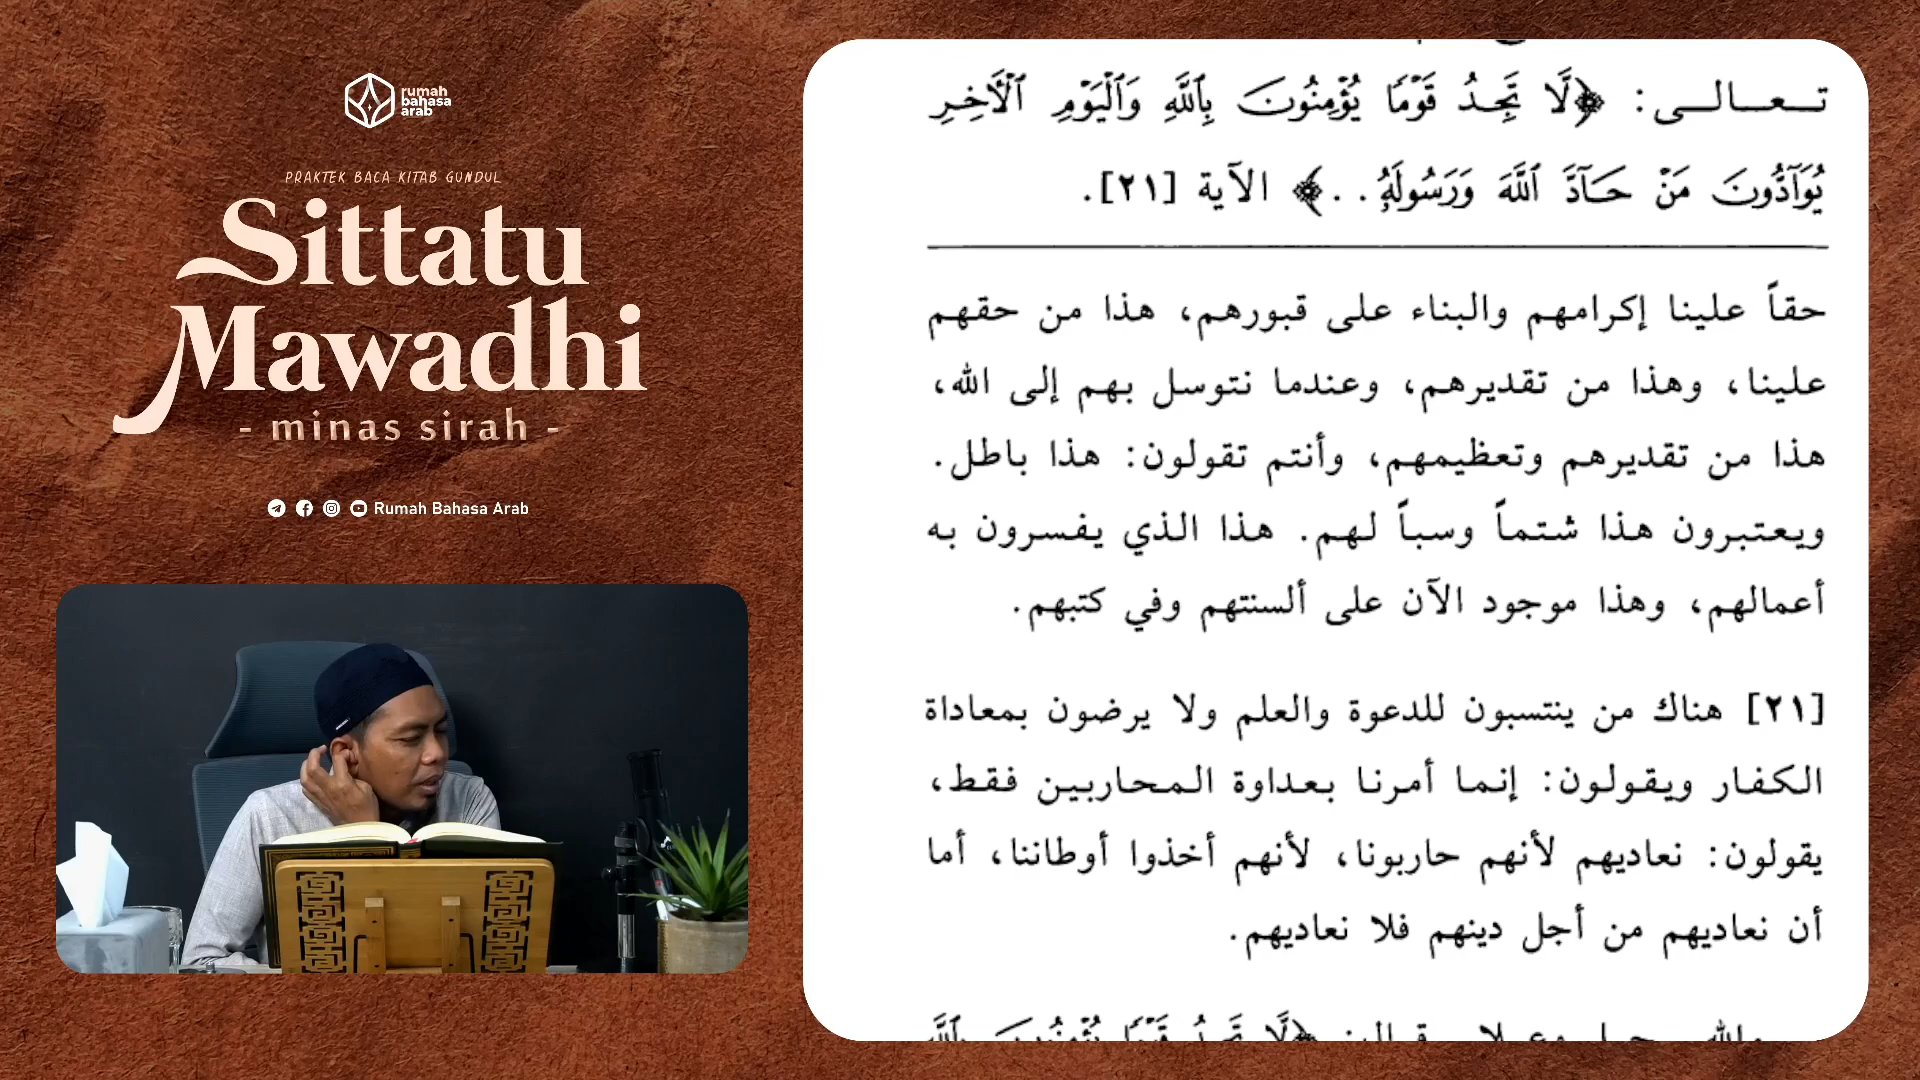 rumah
bahasa
arab
PRAKTEK BACA KITAB GUNDUL
Sittatu
Mawadhi
- minas sirah -
Rumah Bahasa Arab
تـعـالـى: ﴿لَّا تَجِدُ قَوْمًا يُؤْمِنُونَ بِٱللَّهِ وَٱلْيَوْمِ ٱلْآخِرِ
يُوَآدُّونَ مَنْ حَآدَّ ٱللَّهَ وَرَسُولَهُۥ..﴾ الآية [٢١].
حقاً علينا إكرامهم والبناء على قبورهم، هذا من حقهم
علينا، وهذا من تقديرهم، وعندما نتوسل بهم إلى الله،
هذا من تقديرهم وتعظيمهم، وأنتم تقولون: هذا باطل.
ويعتبرون هذا شتماً وسباً لهم. هذا الذي يفسرون به
أعمالهم، وهذا موجود الآن على ألسنتهم وفي كتبهم.
[٢١] هناك من ينتسبون للدعوة والعلم ولا يرضون بمعاداة
الكفار ويقولون: إنما أمرنا بعداوة المحاربين فقط،
يقولون: نعاديهم لأنهم حاربونا، لأنهم أخذوا أوطاننا، أما
أن نعاديهم من أجل دينهم فلا نعاديهم.